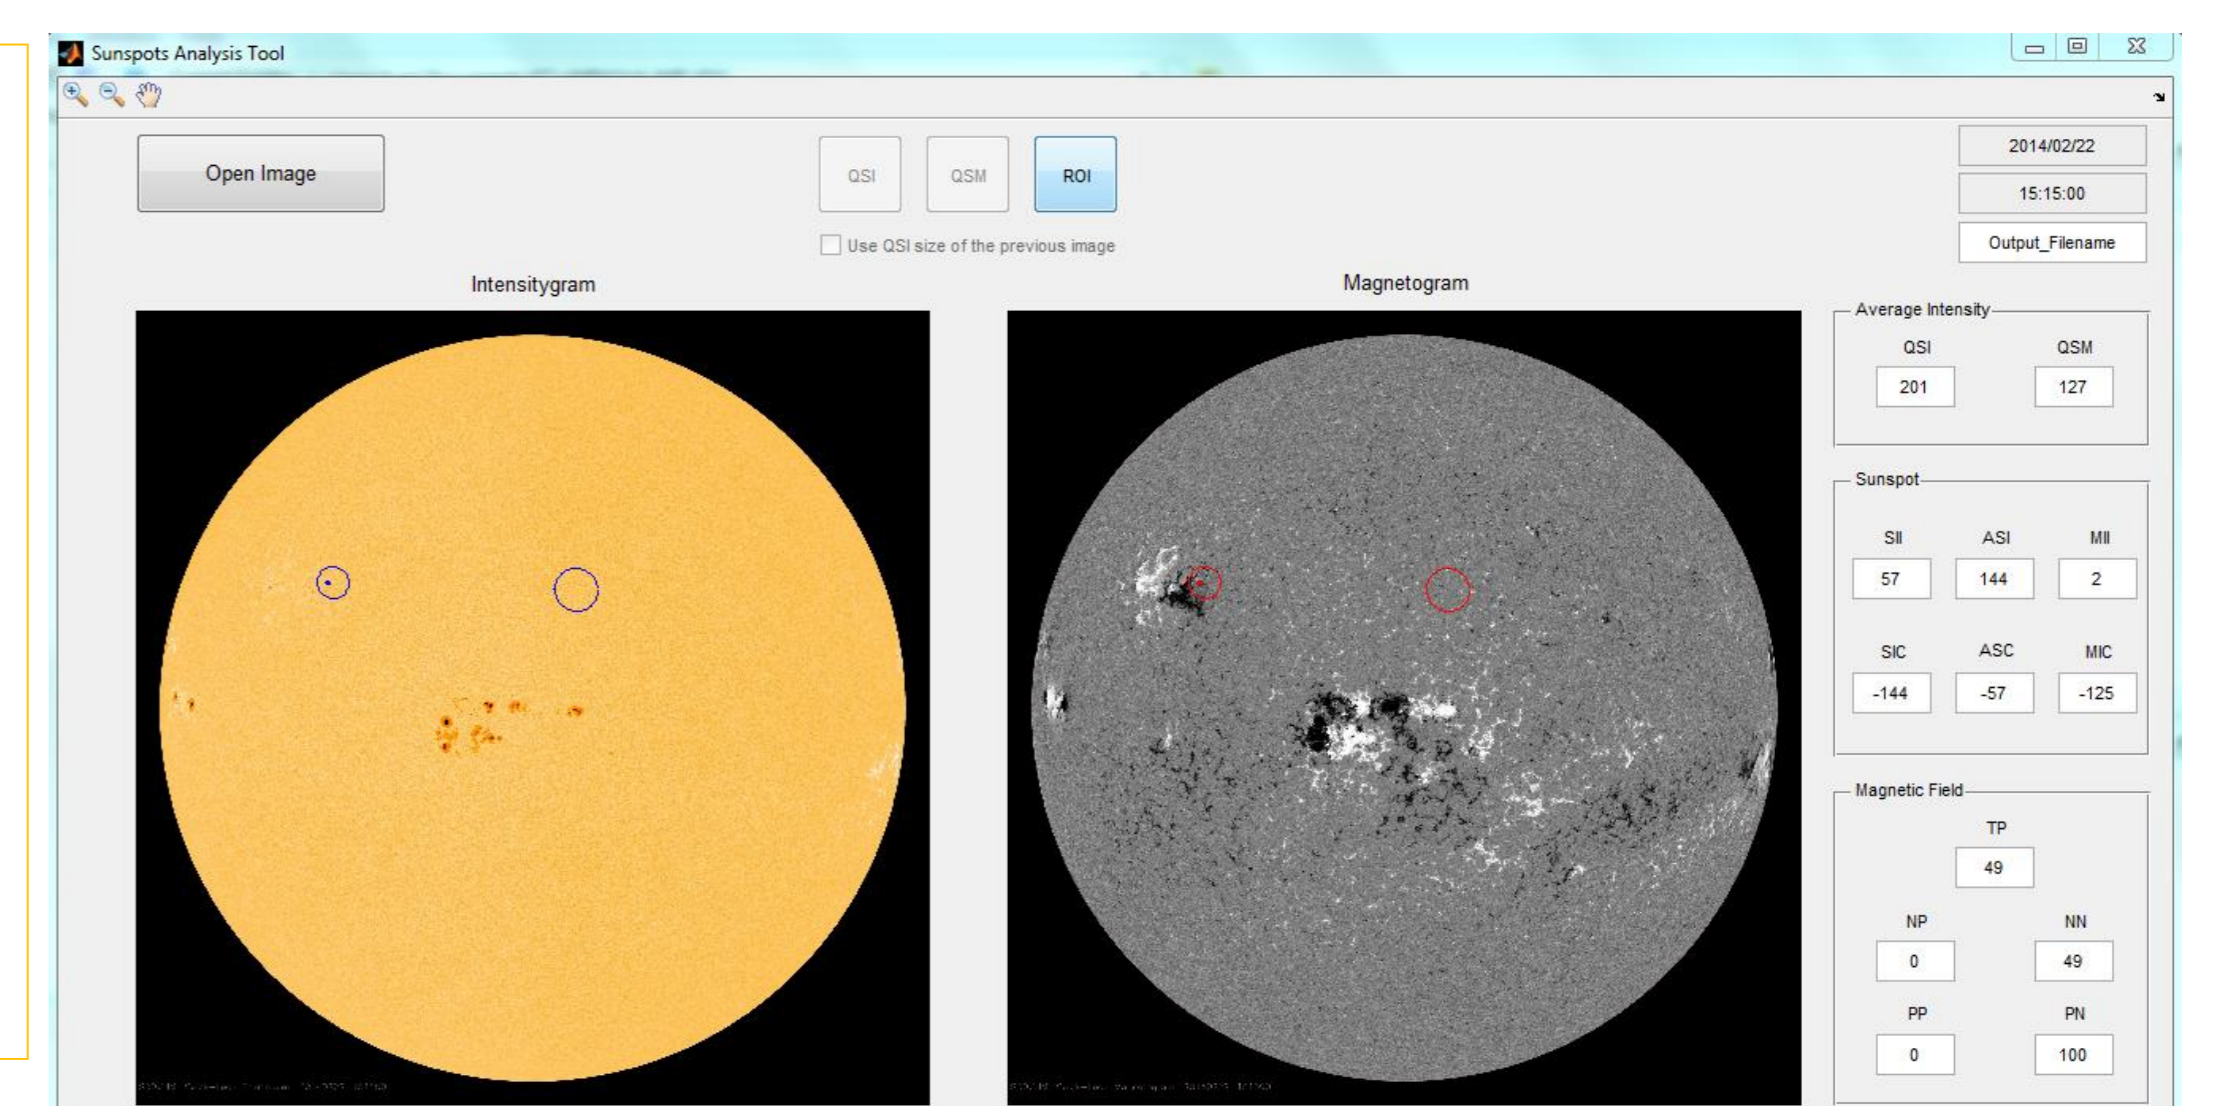 Sunspots Analysis Tool
Open Image
QSI QSM ROI
Use QSI size of the previous image
2014/02/22
15:15:00
Output_Filename
Intensitygram
Magnetogram
Average Intensity
QSI QSM
201 127
Sunspot
SII ASI MII
57 144 2
SIC ASC MIC
-144 -57 -125
Magnetic Field
TP
49
NP NN
0 49
PP PN
0 100